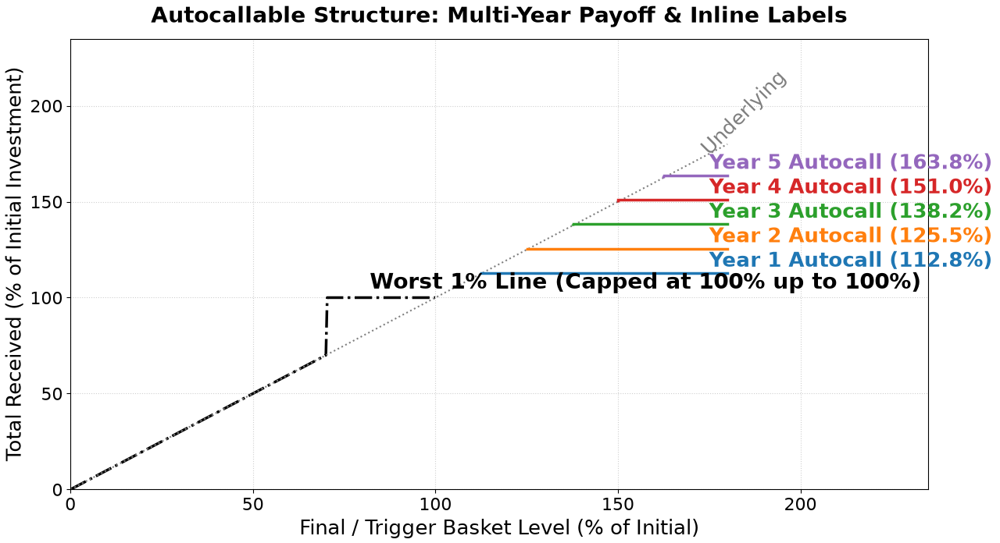 Autocallable Structure: Multi-Year Payoff & Inline Labels
Total Received (% of Initial Investment)
200
150
100
50
0
Underlying
Year 5 Autocall (163.8%)
Year 4 Autocall (151.0%)
Year 3 Autocall (138.2%)
Year 2 Autocall (125.5%)
Year 1 Autocall (112.8%)
Worst 1% Line (Capped at 100% up to 100%)
0 50 100 150 200
Final / Trigger Basket Level (% of Initial)